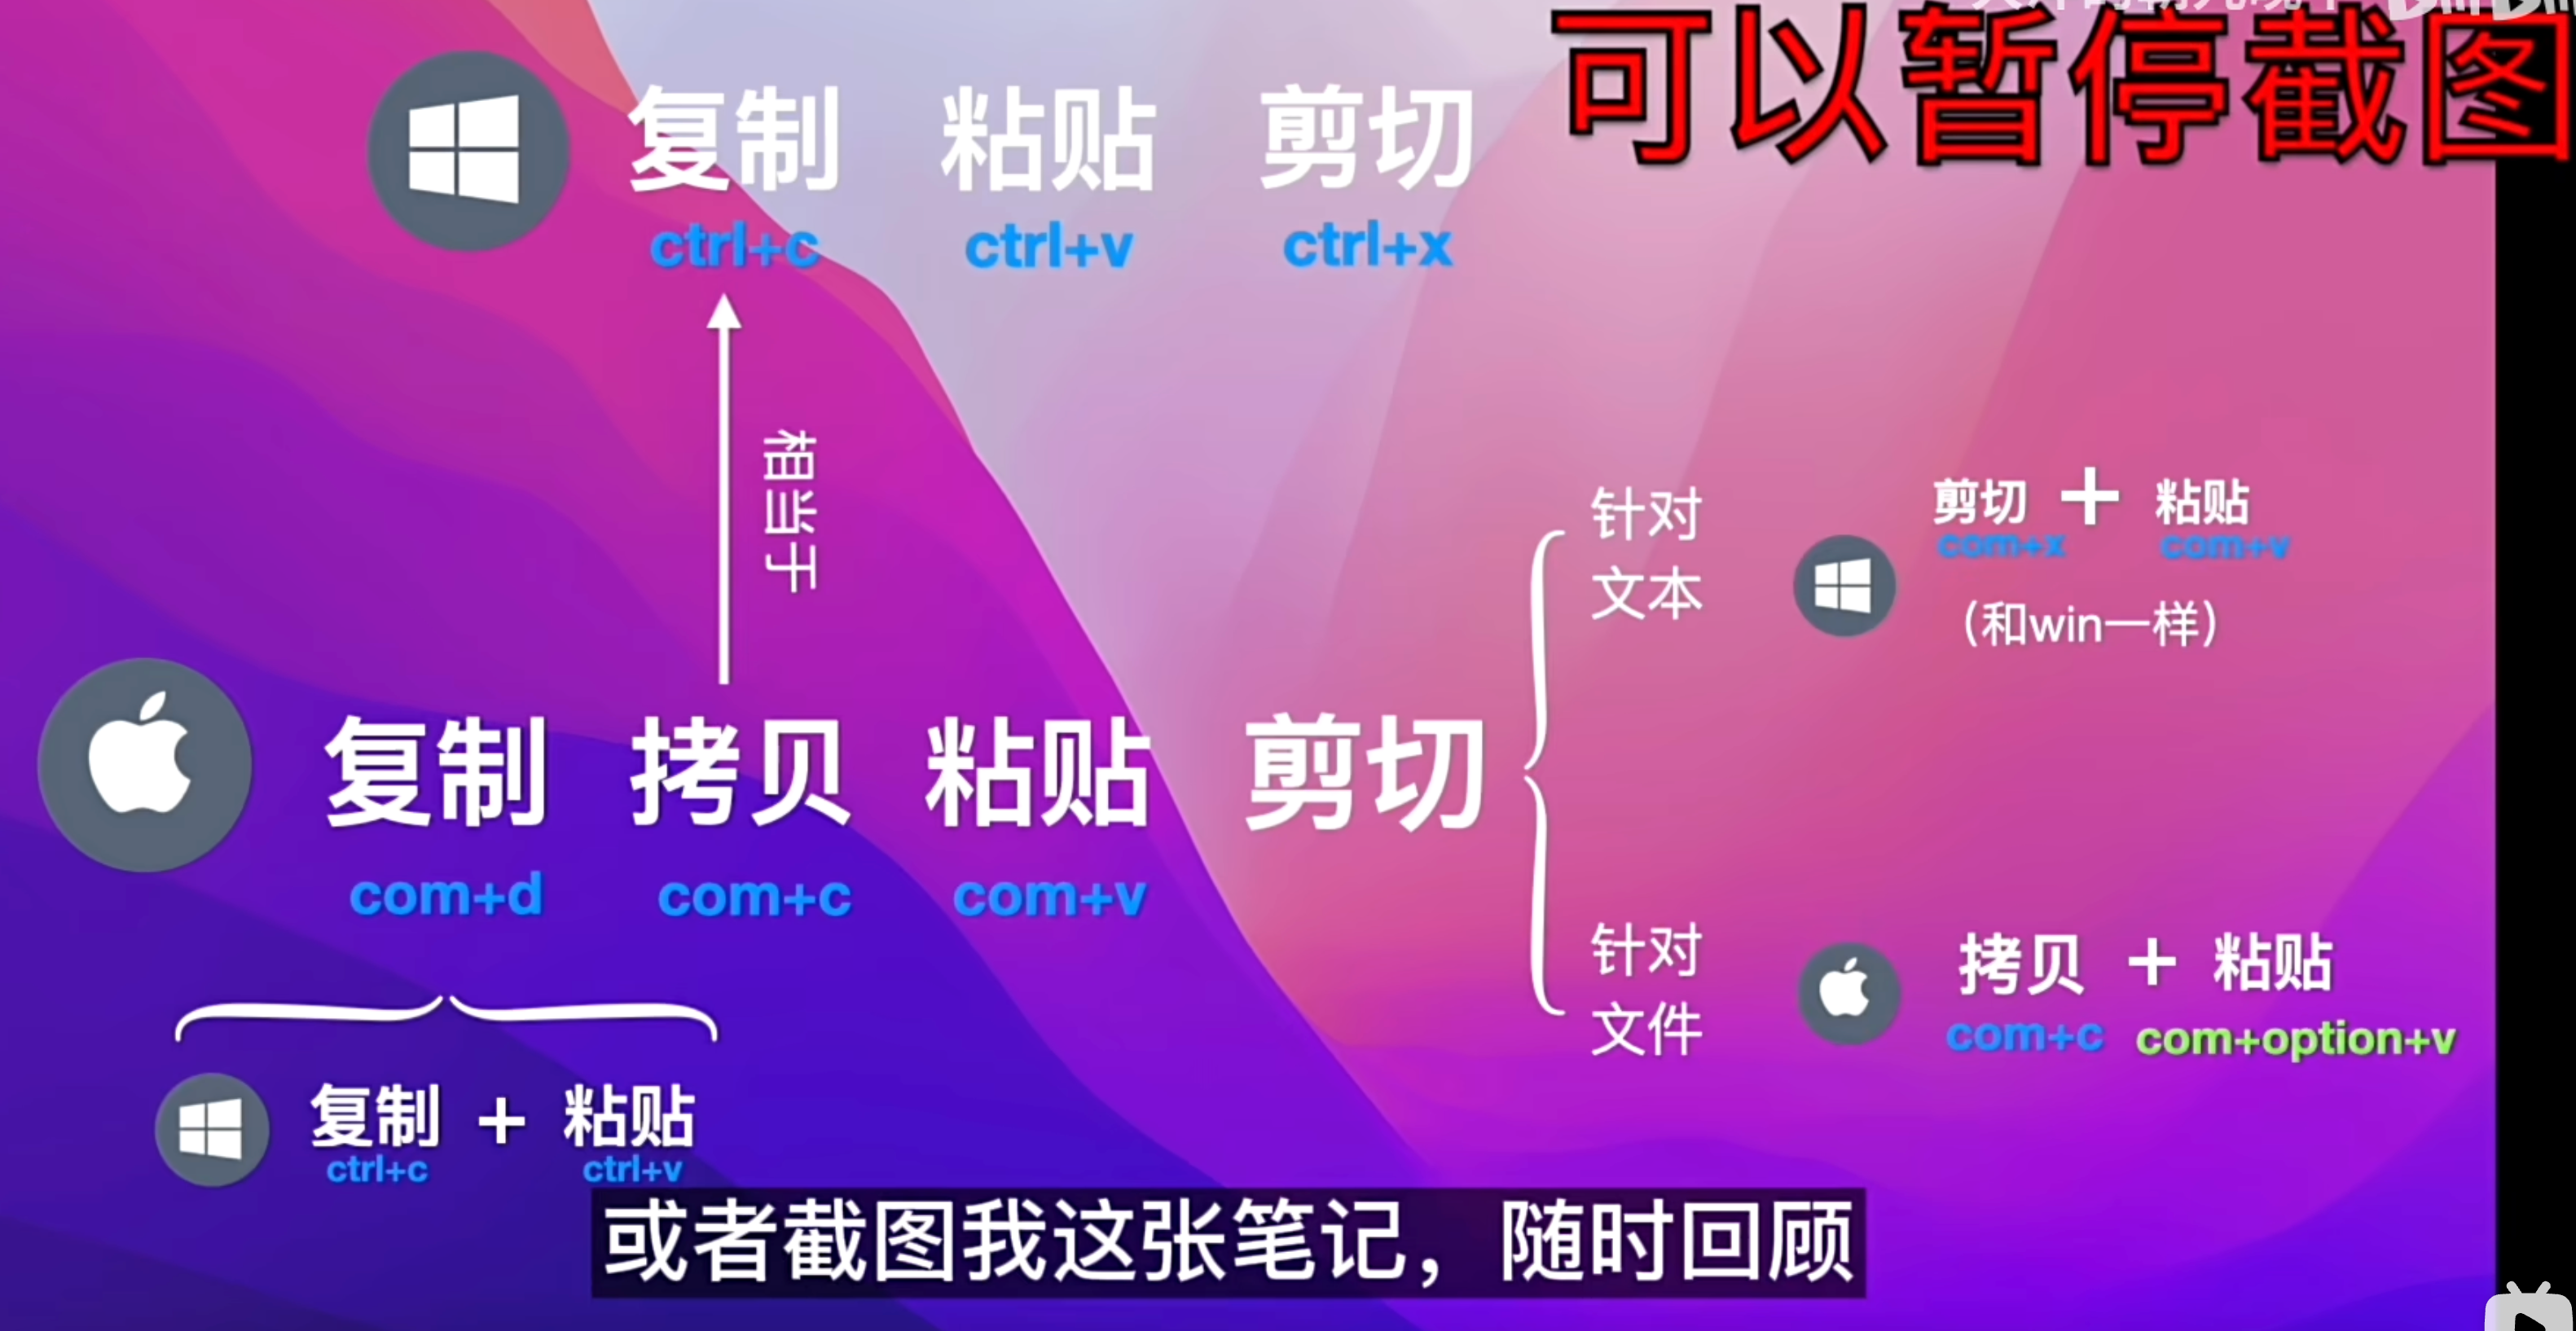 可以暂停截图
复制 粘贴 剪切
ctrl+c ctrl+v ctrl+x
相当于
复制 拷贝 粘贴 剪切
com+d com+c com+v
针对
文本
剪切 + 粘贴
com+x com+v
(和win一样)
针对
文件
拷贝 + 粘贴
com+c com+option+v
复制 + 粘贴
ctrl+c ctrl+v
或者截图我这张笔记，随时回顾